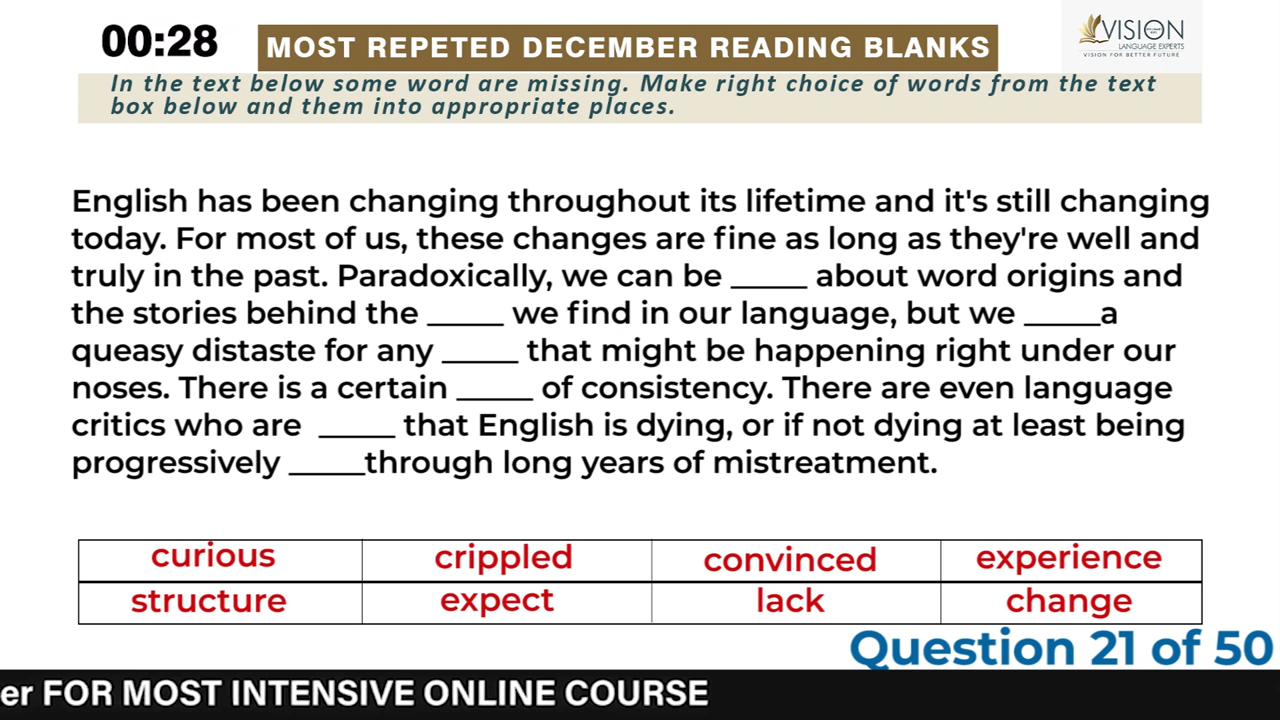 00:28
MOST REPETED DECEMBER READING BLANKS
VISION
LANGUAGE EXPERTS
VISION FOR BETTER FUTURE
In the text below some word are missing. Make right choice of words from the text
box below and them into appropriate places.
English has been changing throughout its lifetime and it's still changing
today. For most of us, these changes are fine as long as they're well and
truly in the past. Paradoxically, we can be _____ about word origins and
the stories behind the _____ we find in our language, but we _____a
queasy distaste for any _____ that might be happening right under our
noses. There is a certain _____ of consistency. There are even language
critics who are _____ that English is dying, or if not dying at least being
progressively _____through long years of mistreatment.
curious crippled convinced experience
structure expect lack change
Question 21 of 50
er FOR MOST INTENSIVE ONLINE COURSE